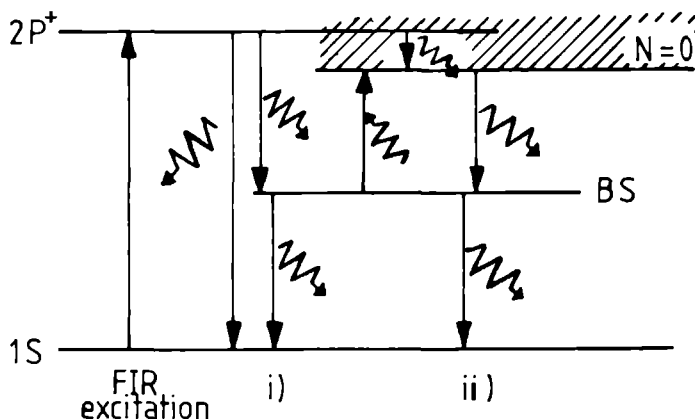 2P⁺
N=0
BS
1S
FIR
excitation
i)
ii)